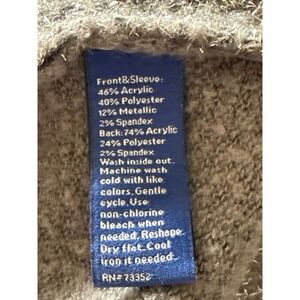 Front&Sleeve:
46% Acrylic
40% Polyester
12% Metallic
2% Spandex
Back: 74% Acrylic
24% Polyester
2% Spandex
Wash inside out.
Machine wash
cold with like
colors. Gentle
cycle. Use
non-chlorine
bleach when
needed. Reshape.
Dry flat. Cool
iron if needed.
RN# 73352